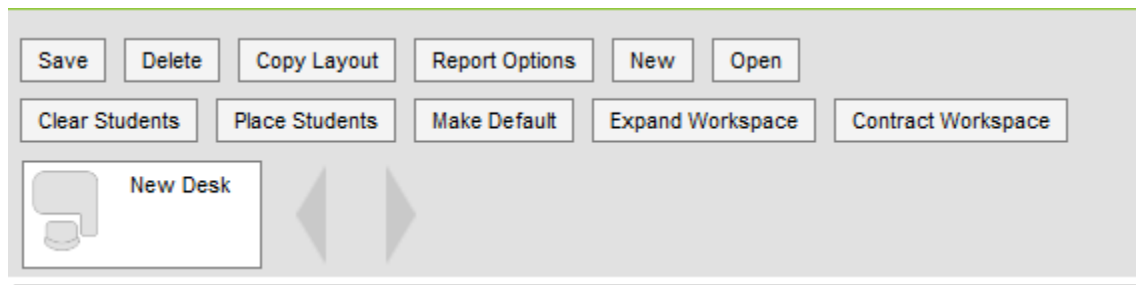 Save Delete Copy Layout Report Options New Open
Clear Students Place Students Make Default Expand Workspace Contract Workspace
New Desk